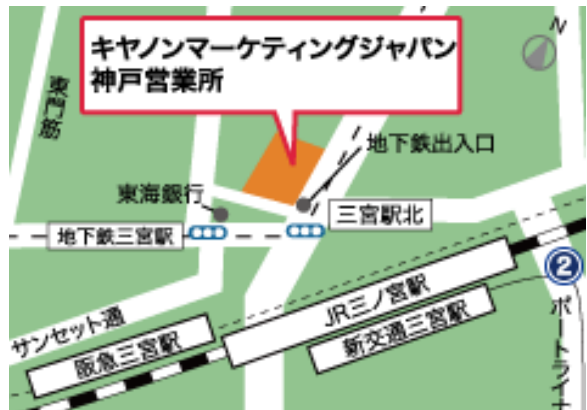 キヤノンマーケティングジャパン
神戸営業所
N
東門筋
地下鉄出入口
東海銀行
三宮駅北
地下鉄三宮駅
2
JR三ノ宮駅
サンセット通
新交通三宮駅
阪急三宮駅
ポートライナ